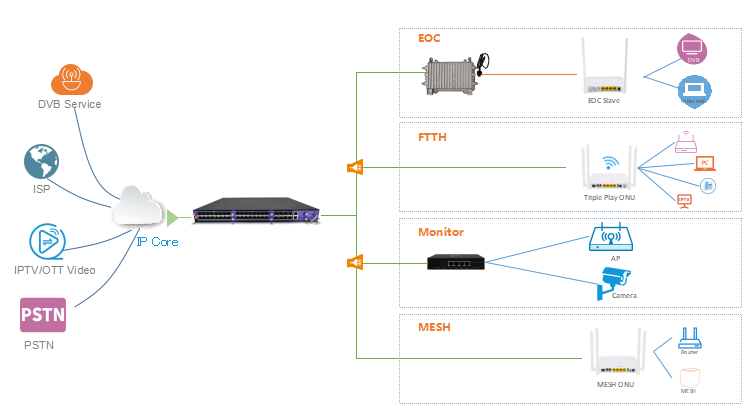 DVB Service
ISP
IPTV/OTT Video
PSTN
PSTN
IP Core
EOC
EOC Slave
DVB
FTTH
Triple Play ONU
PC
IPTV
Monitor
AP
Camera
MESH
MESH ONU
Router
MESH